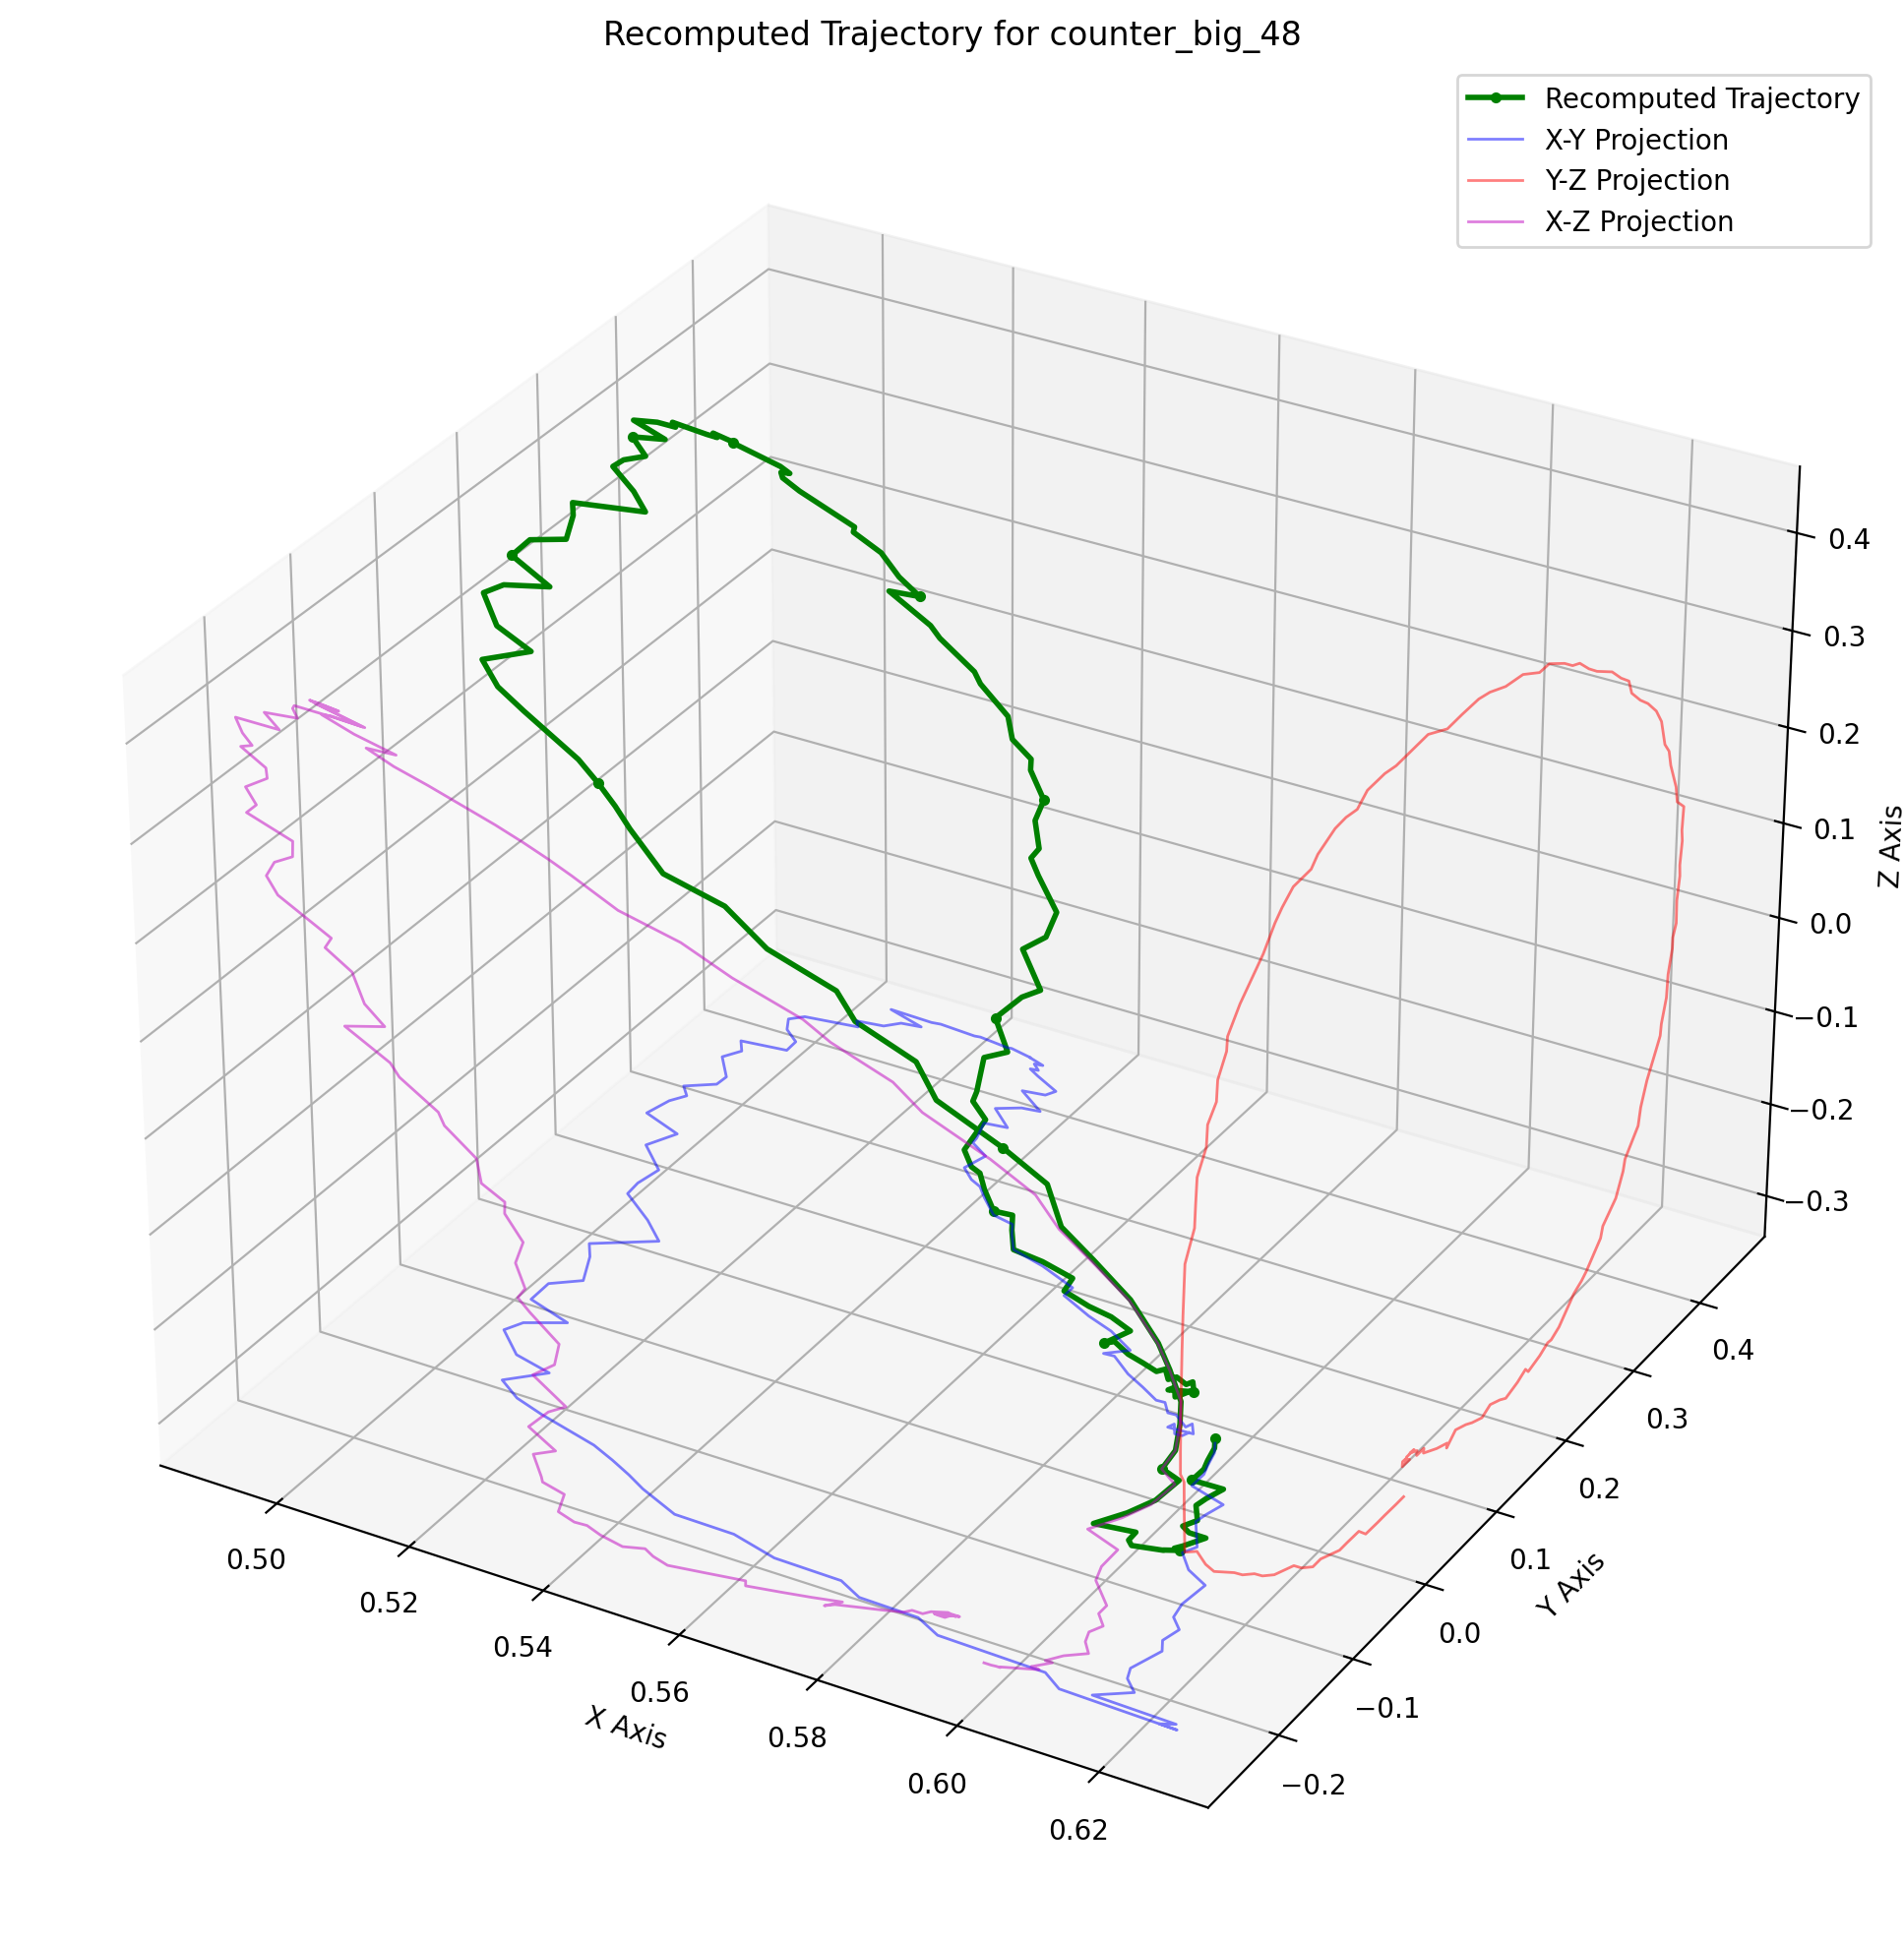 Recomputed Trajectory for counter_big_48
Recomputed Trajectory
X-Y Projection
Y-Z Projection
X-Z Projection
0.4
0.3
0.2
0.1
0.0
−0.1
−0.2
−0.3
Z Axis
0.4
0.3
0.2
0.1
0.0
−0.1
−0.2
Y Axis
0.50
0.52
0.54
0.56
0.58
0.60
0.62
X Axis